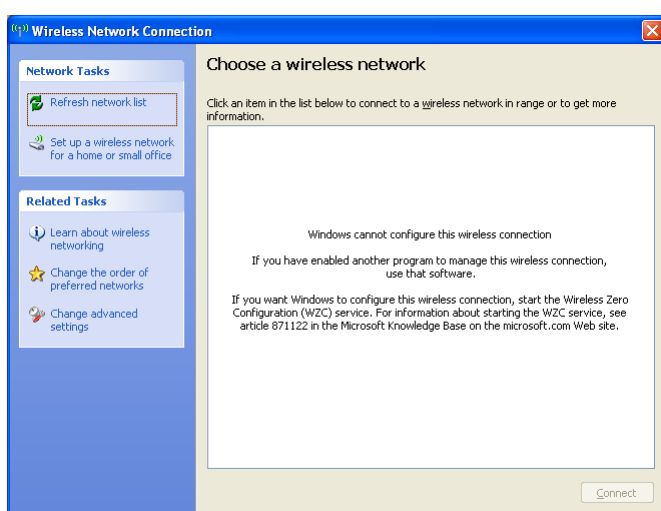 Wireless Network Connection
Network Tasks
Refresh network list
Set up a wireless network
for a home or small office
Related Tasks
Learn about wireless
networking
Change the order of
preferred networks
Change advanced
settings
Choose a wireless network
Click an item in the list below to connect to a wireless network in range or to get more
information.
Windows cannot configure this wireless connection
If you have enabled another program to manage this wireless connection,
use that software.
If you want Windows to configure this wireless connection, start the Wireless Zero
Configuration (WZC) service. For information about starting the WZC service, see
article 871122 in the Microsoft Knowledge Base on the microsoft.com Web site.
Connect